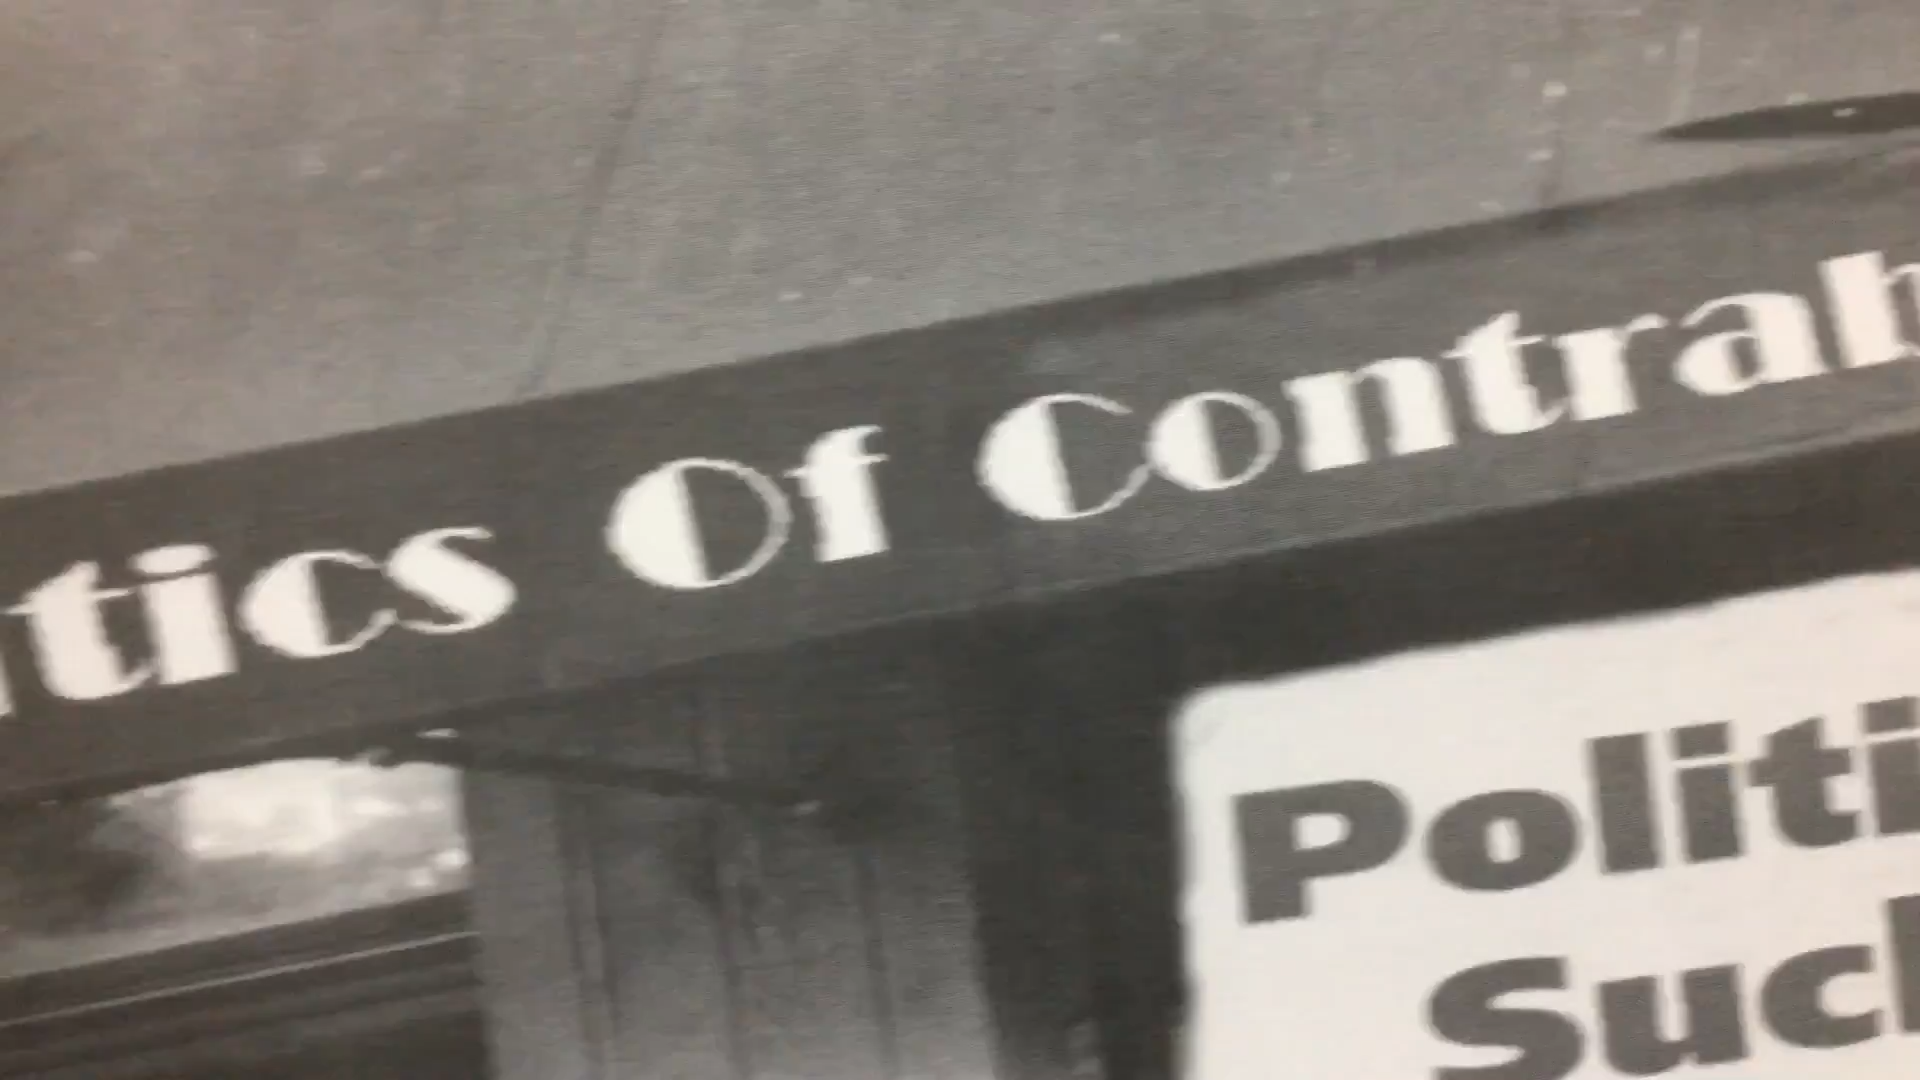 tics Of Contrab
Politi
Such